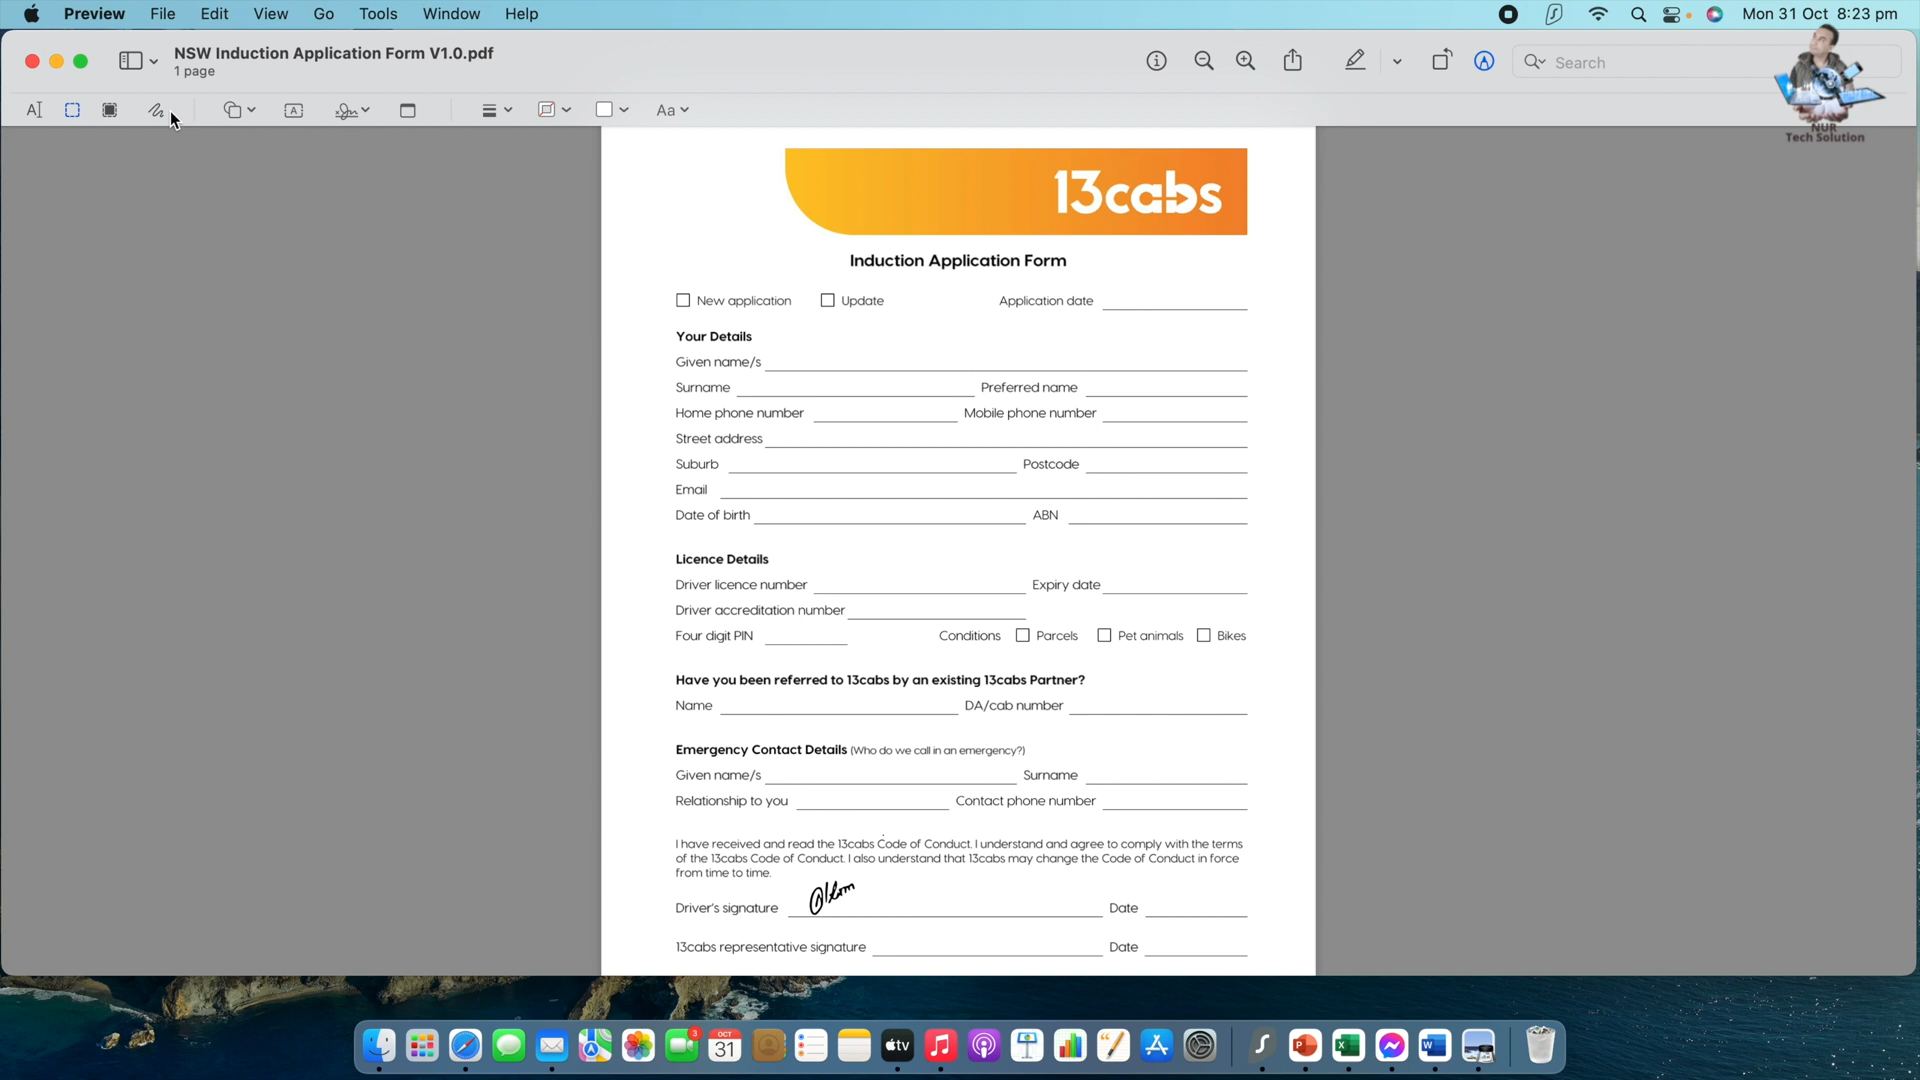 Preview File Edit View Go Tools Window Help Mon 31 Oct 8:23 pm
NSW Induction Application Form V1.0.pdf
1 page
Search
A Aa
NUR
Tech Solution
13cabs
Induction Application Form
New application Update Application date
Your Details
Given name/s
Surname Preferred name
Home phone number Mobile phone number
Street address
Suburb Postcode
Email
Date of birth ABN
Licence Details
Driver licence number Expiry date
Driver accreditation number
Four digit PIN Conditions Parcels Pet animals Bikes
Have you been referred to 13cabs by an existing 13cabs Partner?
Name DA/cab number
Emergency Contact Details (Who do we call in an emergency?)
Given name/s Surname
Relationship to you Contact phone number
I have received and read the 13cabs Code of Conduct. I understand and agree to comply with the terms
of the 13cabs Code of Conduct. I also understand that 13cabs may change the Code of Conduct in force
from time to time.
Driver's signature Date
13cabs representative signature Date
3
OCT
31
tv